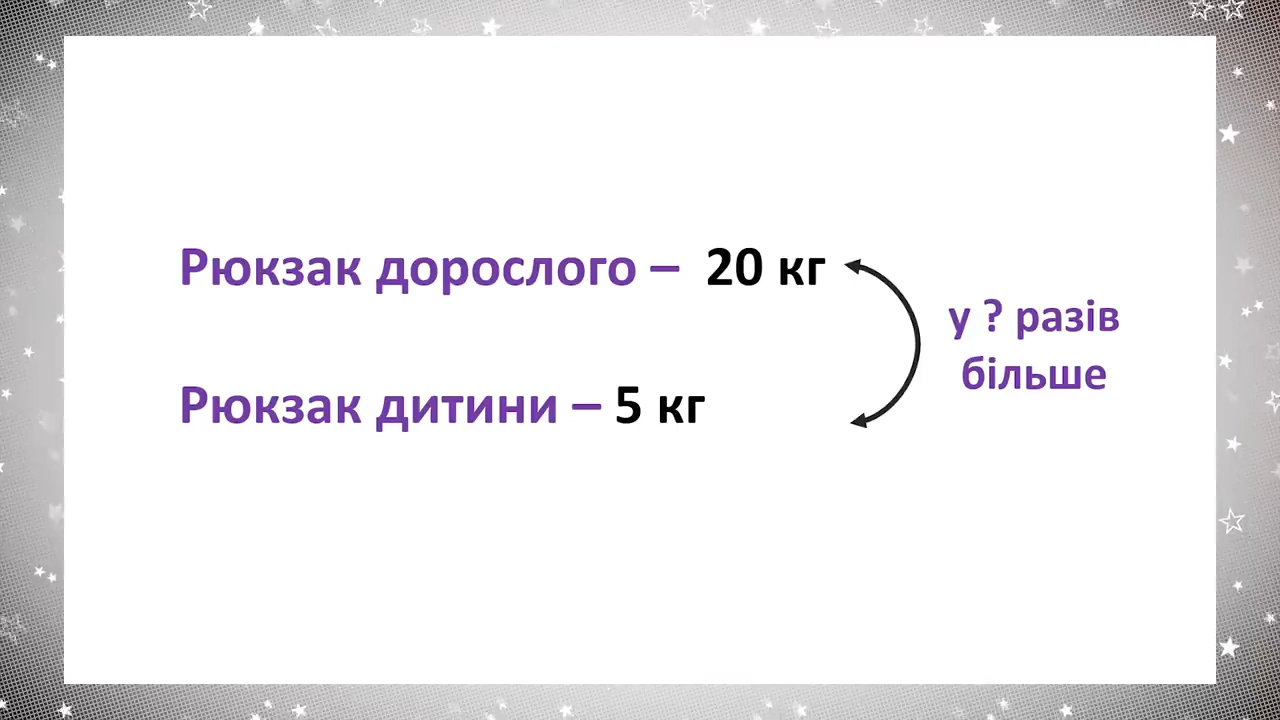 Рюкзак дорослого – 20 кг
у ? разів
більше
Рюкзак дитини – 5 кг